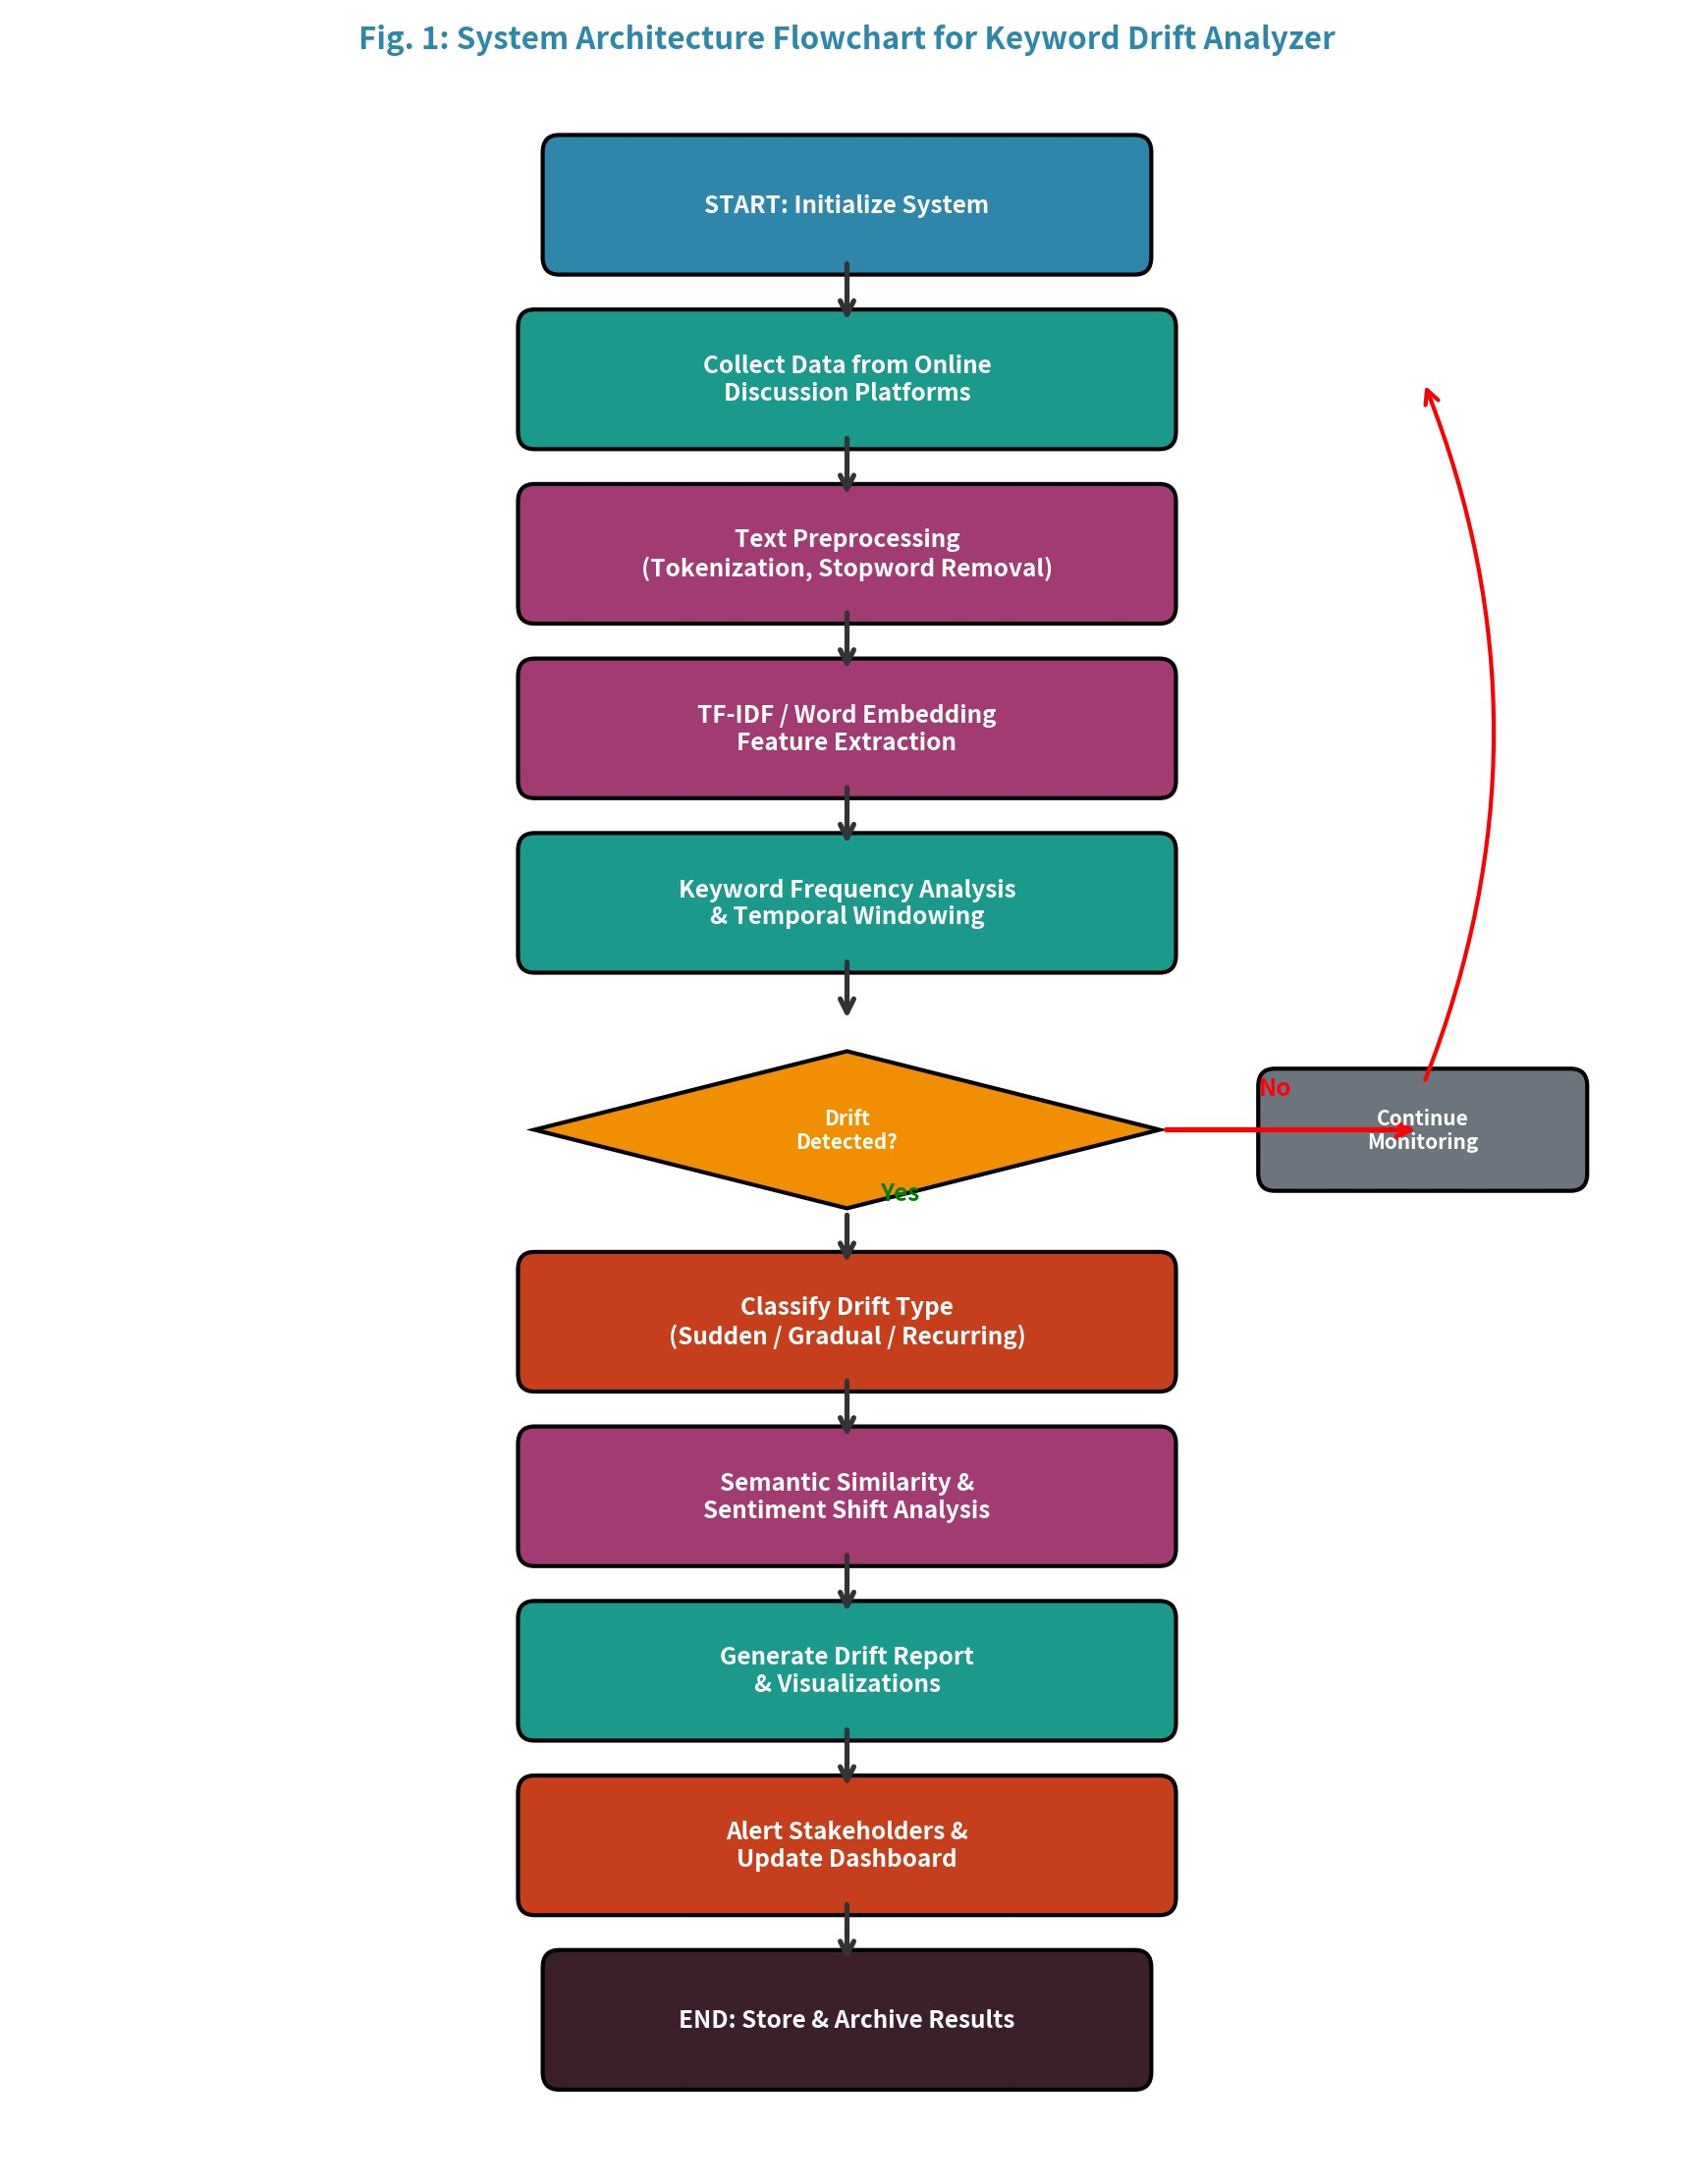 Fig. 1: System Architecture Flowchart for Keyword Drift Analyzer
START: Initialize System
Collect Data from Online
Discussion Platforms
Text Preprocessing
(Tokenization, Stopword Removal)
TF-IDF / Word Embedding
Feature Extraction
Keyword Frequency Analysis
& Temporal Windowing
Drift
Detected?
No
Continue
Monitoring
Yes
Classify Drift Type
(Sudden / Gradual / Recurring)
Semantic Similarity &
Sentiment Shift Analysis
Generate Drift Report
& Visualizations
Alert Stakeholders &
Update Dashboard
END: Store & Archive Results